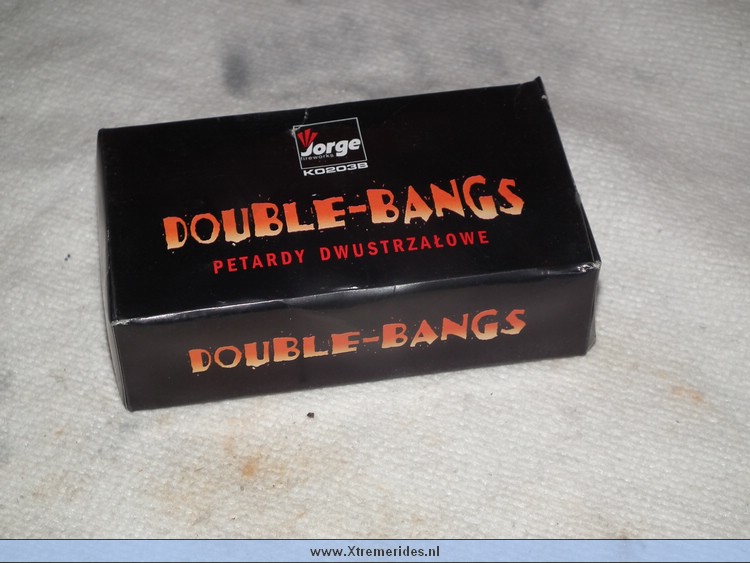 Jorge
fireworks
K0203B
DOUBLE-BANGS
PETARDY DWUSTRZAŁOWE
DOUBLE-BANGS
www.Xtremerides.nl